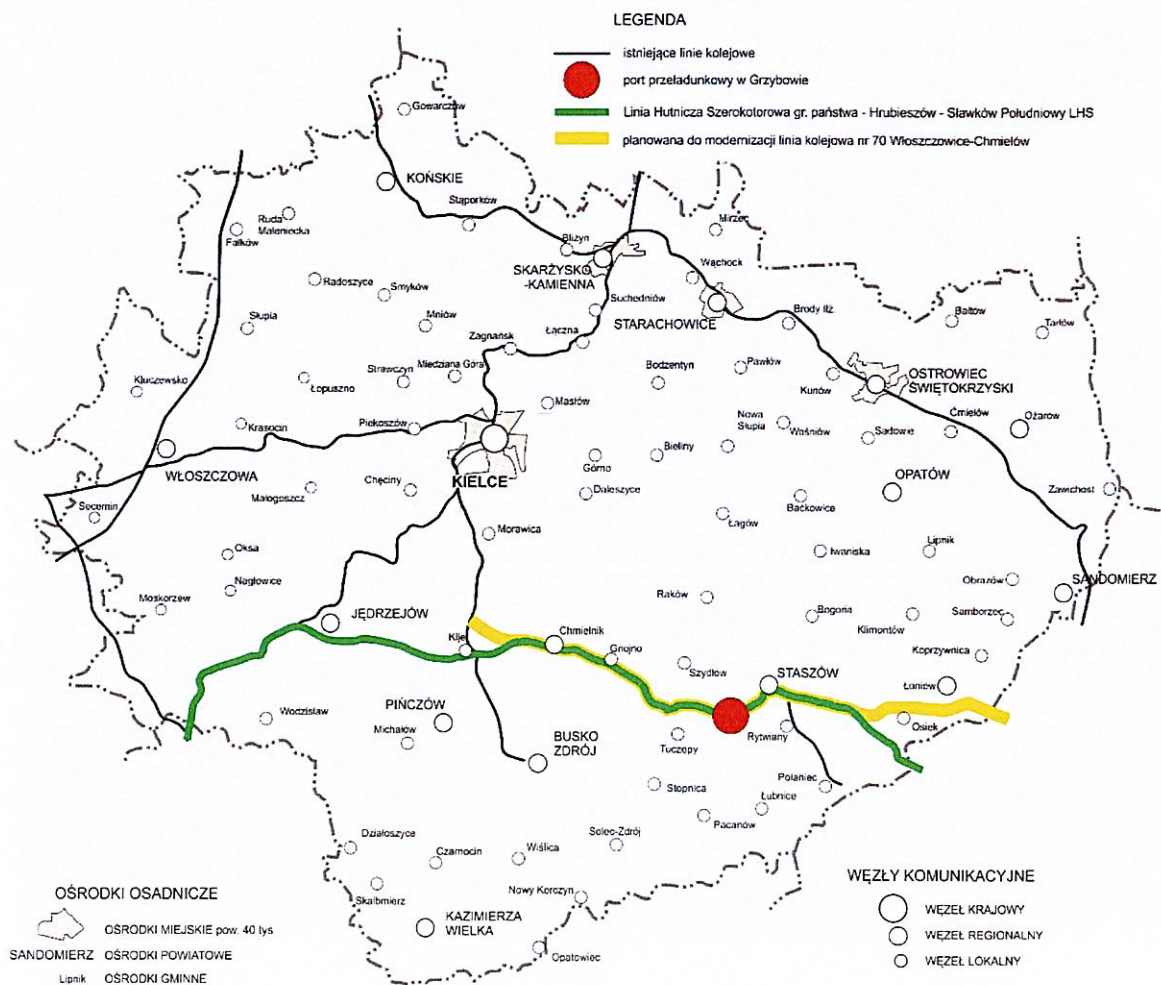 LEGENDA
istniejące linie kolejowe
port przeładunkowy w Grzybowie
Linia Hutnicza Szerokotorowa gr. państwa - Hrubieszów - Sławków Południowy LHS
planowana do modernizacji linia kolejowa nr 70 Włoszczowice-Chmielów
Gowarczów
KOŃSKIE
Stąporków
Ruda
Maleniecka
Fałków
Mirzec
Bliżyn
SKARŻYSKO
-KAMIENNA
Wąchock
Radoszyce
Smyków
Suchedniów
STARACHOWICE
Brody Iłż.
Bałtów
Tarłów
Słupia
Mniów
Łączna
Zagnańsk
Kluczewsko
Łopuszno
Strawczyn
Miedziana Góra
Bodzentyn
Pawłów
Kunów
OSTROWIEC
ŚWIĘTOKRZYSKI
Masłów
Krasocin
Piekoszów
Nowa
Słupia
Waśniów
Sadowie
Ćmielów
Ożarów
WŁOSZCZOWA
KIELCE
Górno
Bieliny
Secemin
Małogoszcz
Chęciny
Daleszyce
Łagów
Baćkowice
OPATÓW
Zawichost
Morawica
Oksa
Iwaniska
Lipnik
Nagłowice
Moskorzew
Obrazów
SANDOMIERZ
JĘDRZEJÓW
Raków
Bogoria
Klimontów
Samborzec
Kije
Chmielnik
Gnojno
Szydłów
STASZÓW
Koprzywnica
Łoniów
Wodzisław
PIŃCZÓW
Michałów
BUSKO
ZDRÓJ
Tuczępy
Rytwiany
Osiek
Stopnica
Połaniec
Łubnice
Pacanów
Działoszyce
Czarnocin
Wiślica
Solec-Zdrój
Skalbmierz
Nowy Korczyn
KAZIMIERZA
WIELKA
Opatowiec
OŚRODKI OSADNICZE
OŚRODKI MIEJSKIE pow. 40 tys
SANDOMIERZ OŚRODKI POWIATOWE
Lipnik OŚRODKI GMINNE
WĘZŁY KOMUNIKACYJNE
WĘZEŁ KRAJOWY
WĘZEŁ REGIONALNY
WĘZEŁ LOKALNY